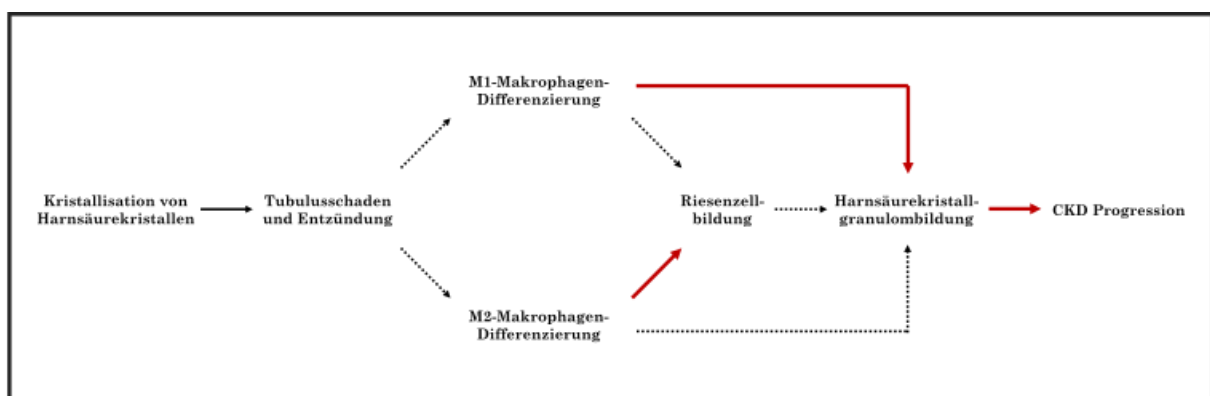 M1-Makrophagen-
Differenzierung
Kristallisation von
Harnsäurekristallen
Tubulusschaden
und Entzündung
Riesenzell-
bildung
Harnsäurekristall-
granulombildung
CKD Progression
M2-Makrophagen-
Differenzierung